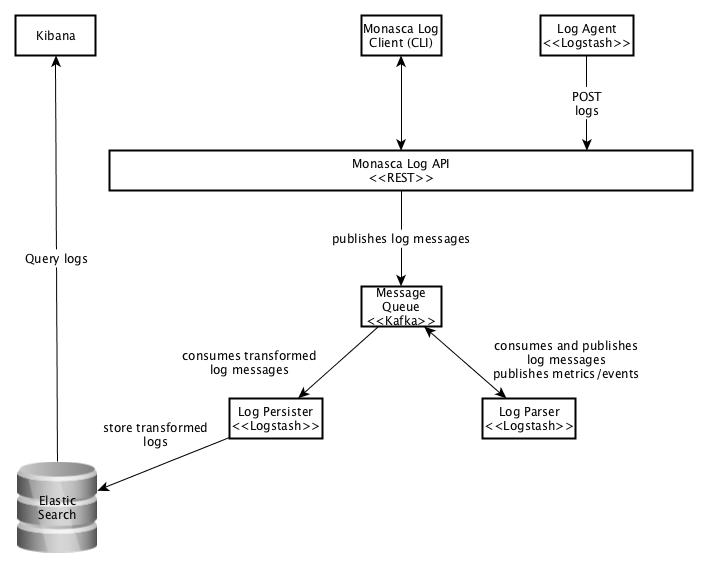 Kibana
Monasca Log
Client (CLI)
Log Agent
<<Logstash>>
POST
logs
Monasca Log API
<<REST>>
publishes log messages
Query logs
Message
Queue
<<Kafka>>
consumes transformed
log messages
consumes and publishes
log messages
publishes metrics/events
Log Persister
<<Logstash>>
Log Parser
<<Logstash>>
store transformed
logs
Elastic
Search